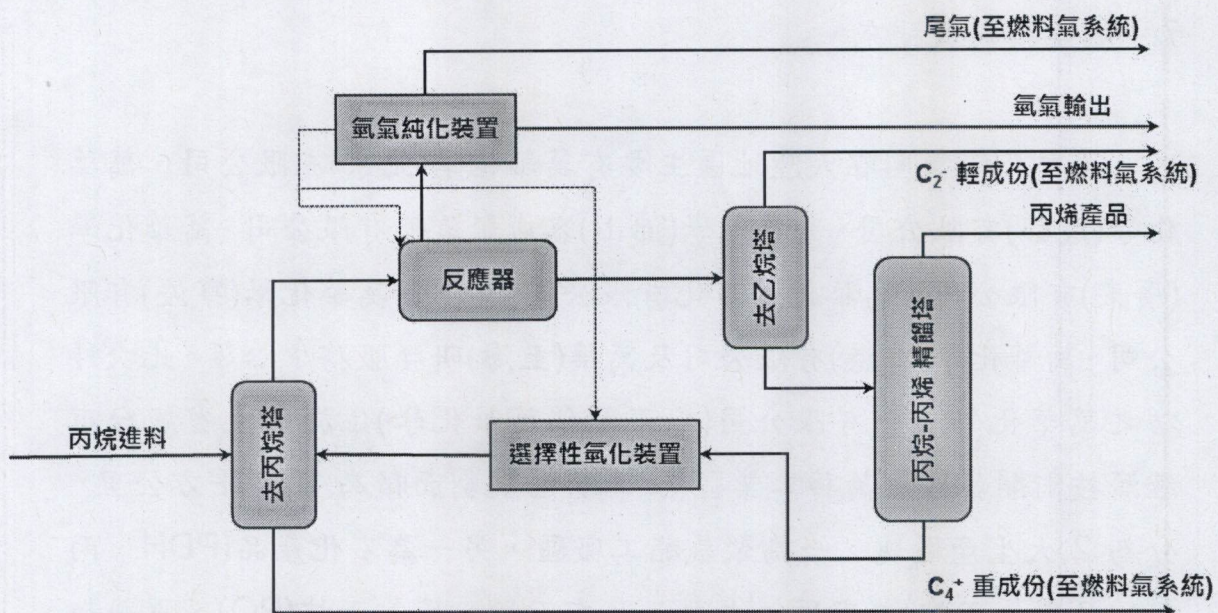 尾氣(至燃料氣系統)
氫氣純化裝置
氫氣輸出
C₂⁻ 輕成份(至燃料氣系統)
丙烯產品
反應器
去乙烷塔
丙烷-丙烯 精餾塔
丙烷進料
去丙烷塔
選擇性氫化裝置
C₄⁺ 重成份(至燃料氣系統)